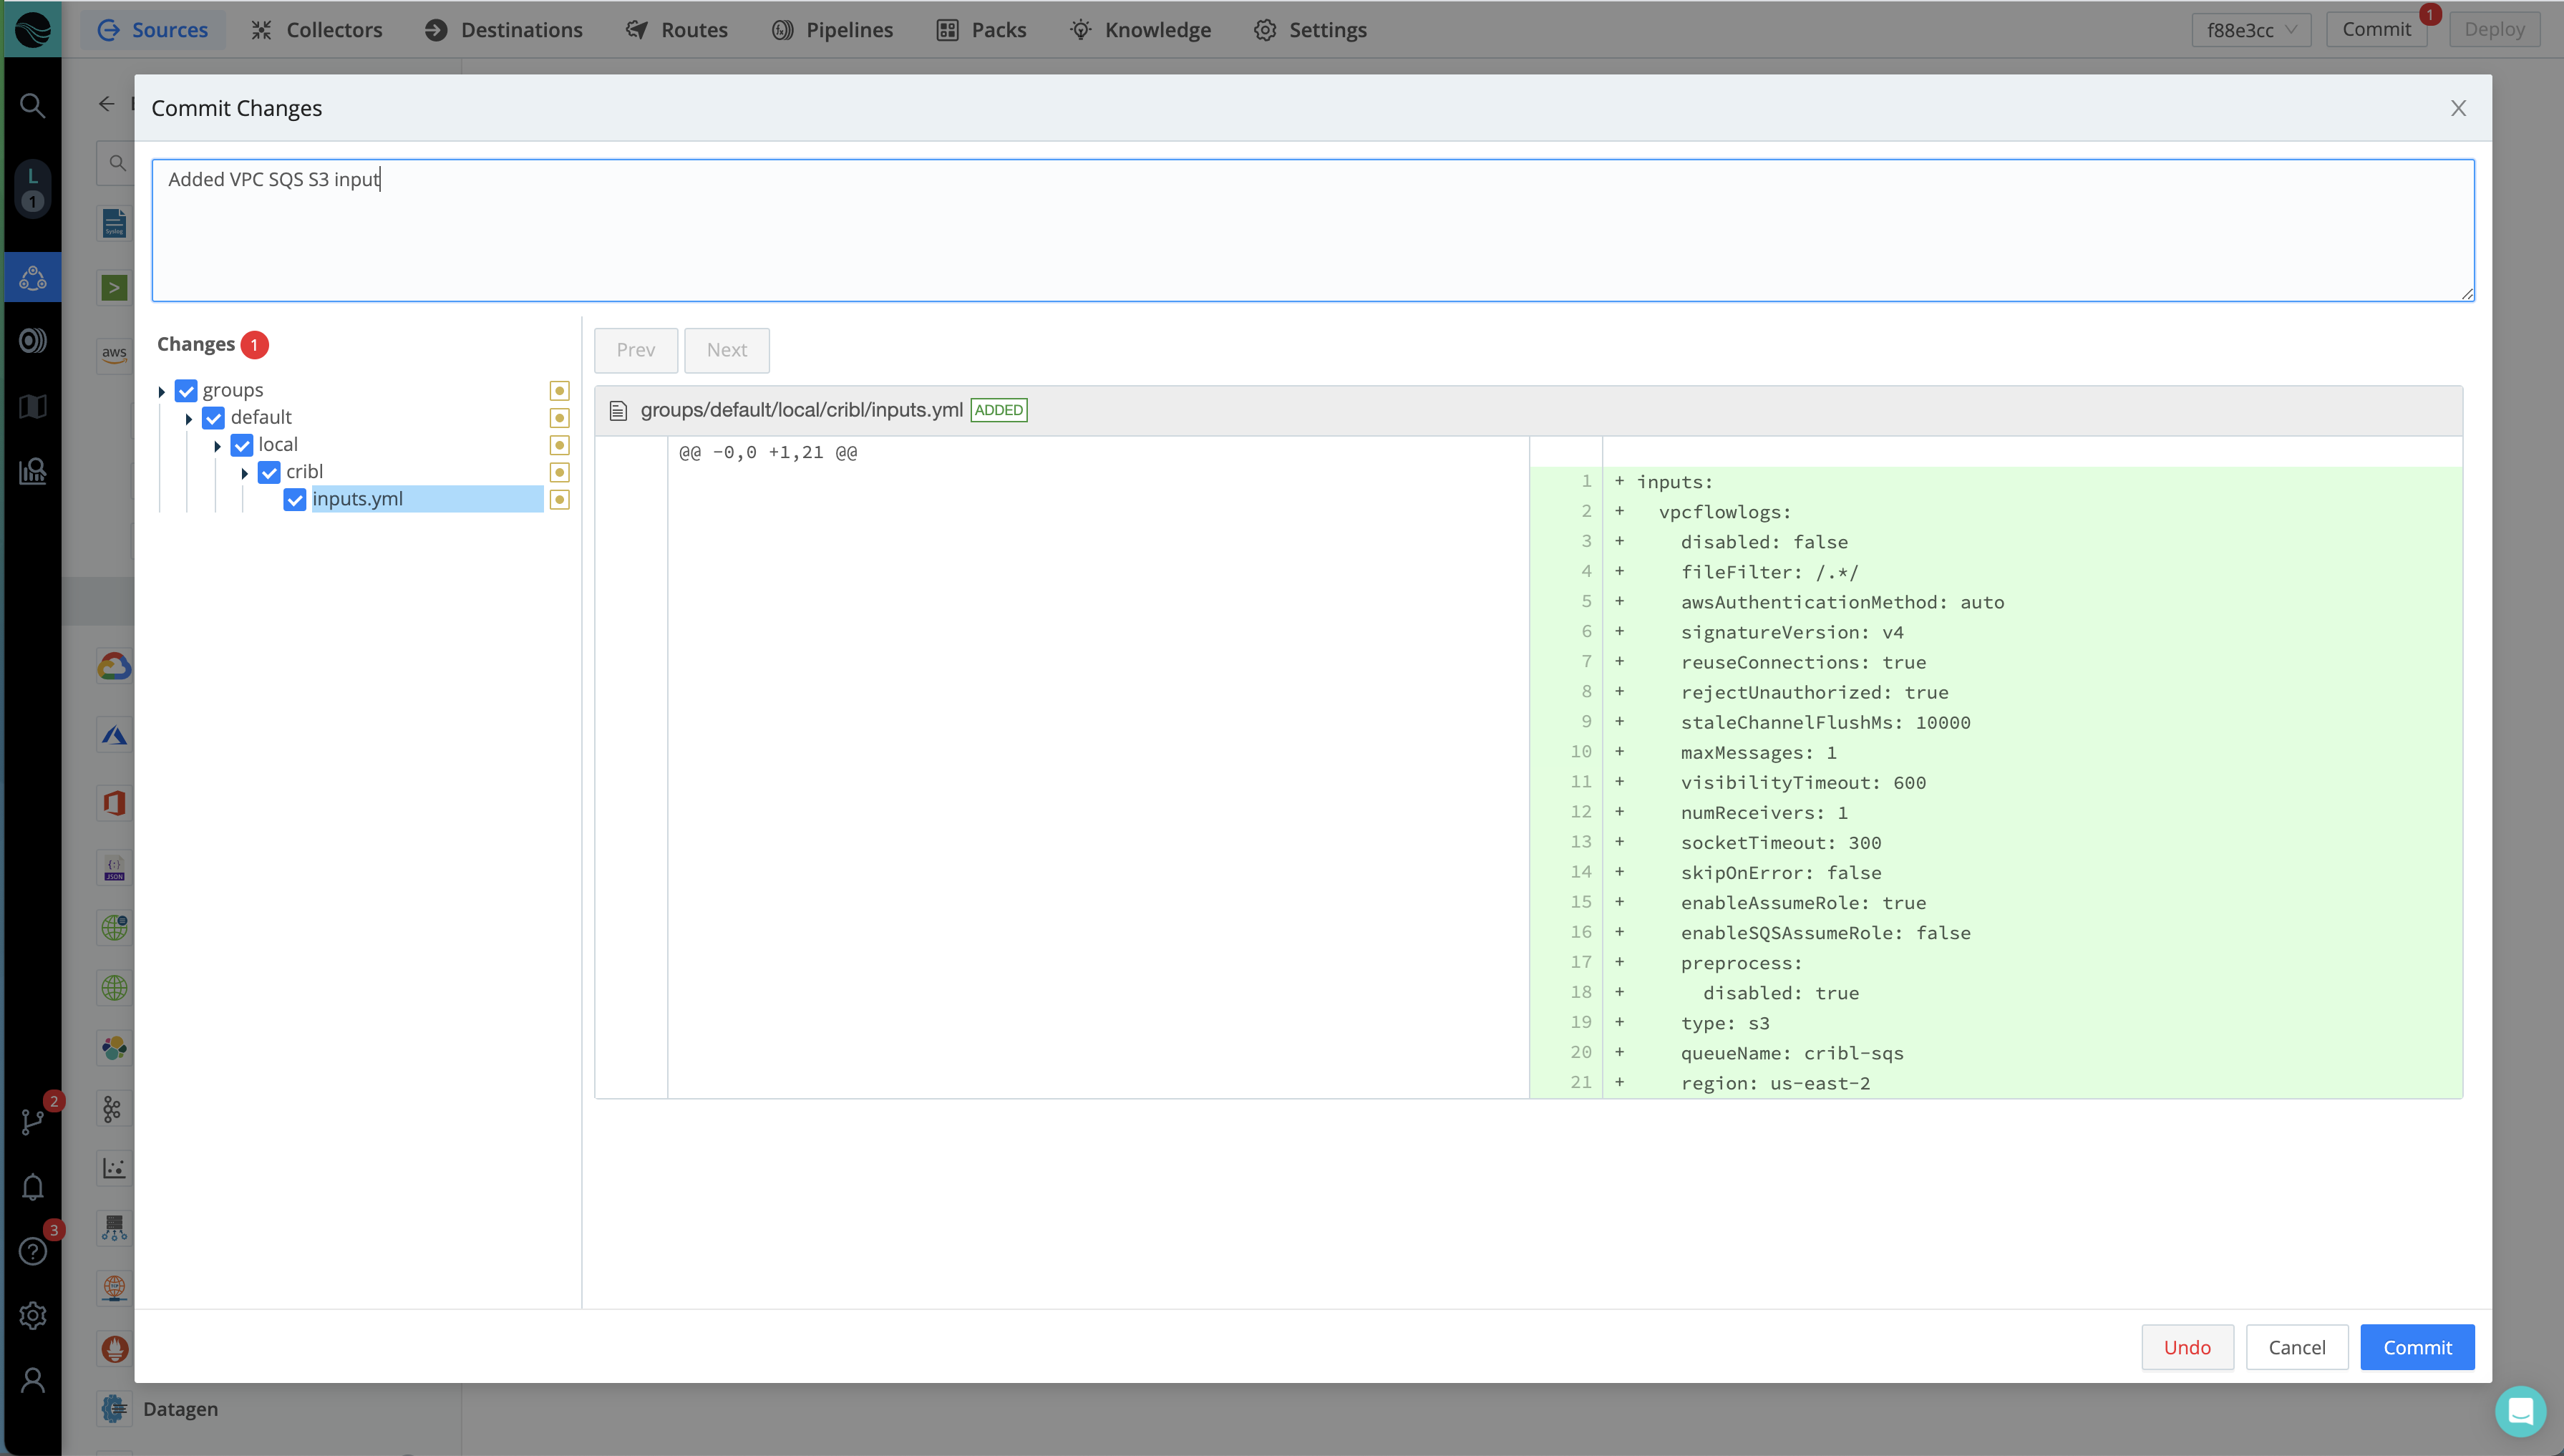 Sources Collectors Destinations Routes Pipelines Packs Knowledge Settings f88e3cc Commit 1 Deploy
Commit Changes
Added VPC SQS S3 input
L
1
Syslog
aws
Changes 1
Prev Next
groups
default
local
cribl
inputs.yml
groups/default/local/cribl/inputs.yml ADDED
@@ -0,0 +1,21 @@
1 + inputs:
2 + vpcflowlogs:
3 + disabled: false
4 + fileFilter: /.*/
5 + awsAuthenticationMethod: auto
6 + signatureVersion: v4
7 + reuseConnections: true
8 + rejectUnauthorized: true
9 + staleChannelFlushMs: 10000
10 + maxMessages: 1
11 + visibilityTimeout: 600
12 + numReceivers: 1
13 + socketTimeout: 300
14 + skipOnError: false
15 + enableAssumeRole: true
16 + enableSQSAssumeRole: false
17 + preprocess:
18 + disabled: true
19 + type: s3
20 + queueName: cribl-sqs
21 + region: us-east-2
JSON
2
3
Undo Cancel Commit
Datagen